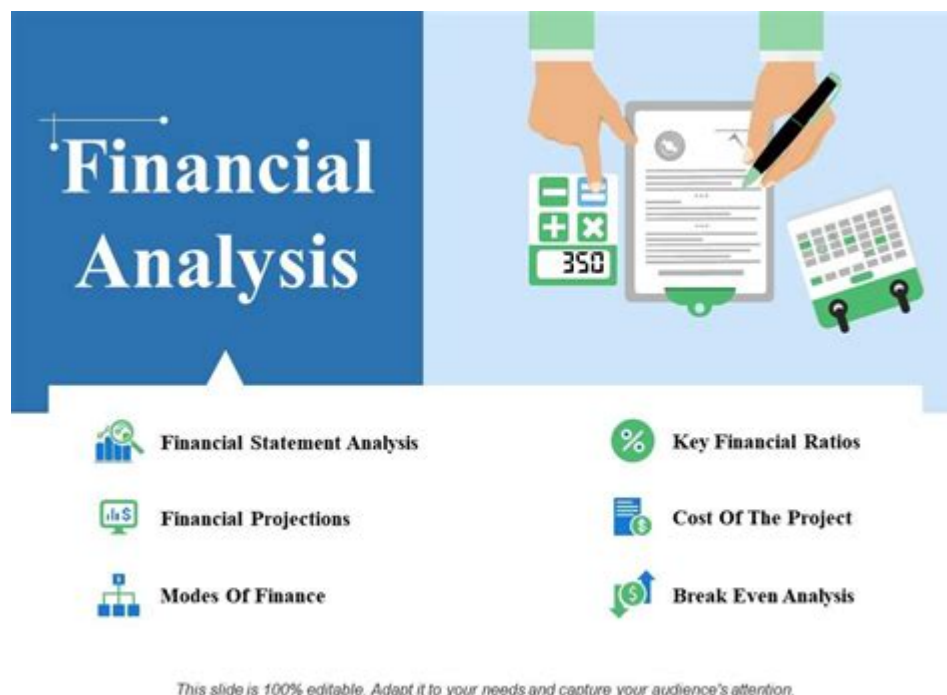 Financial
Analysis
350
Financial Statement Analysis
Key Financial Ratios
Financial Projections
Cost Of The Project
Modes Of Finance
Break Even Analysis
This slide is 100% editable. Adapt it to your needs and capture your audience's attention.